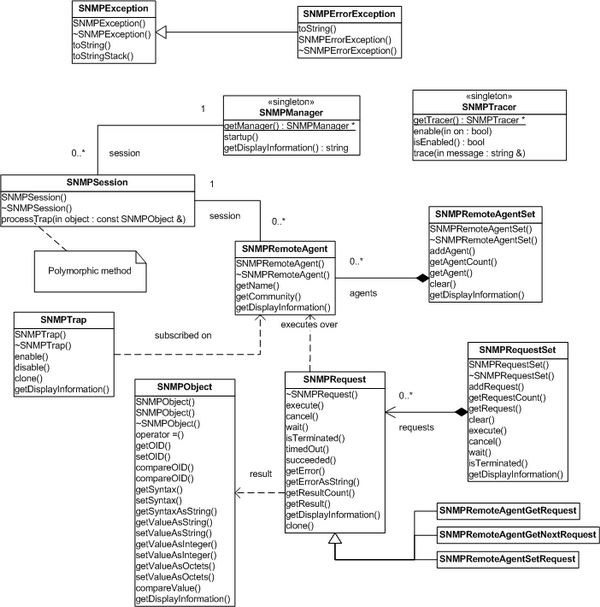 SNMPException
SNMPException()
~SNMPException()
toString()
toStringStack()
SNMPErrorException
toString()
SNMPErrorException()
~SNMPErrorException()
«singleton»
SNMPManager
getManager() : SNMPManager *
startup()
getDisplayInformation() : string
«singleton»
SNMPTracer
getTracer() : SNMPTracer *
enable(in on : bool)
isEnabled() : bool
trace(in message : string &)
1
0..*
session
SNMPSession
SNMPSession()
~SNMPSession()
processTrap(in object : const SNMPObject &)
1
session
0..*
Polymorphic method
SNMPRemoteAgent
SNMPRemoteAgent()
~SNMPRemoteAgent()
getName()
getCommunity()
getDisplayInformation()
0..*
agents
SNMPRemoteAgentSet
SNMPRemoteAgentSet()
~SNMPRemoteAgentSet()
addAgent()
getAgentCount()
getAgent()
clear()
getDisplayInformation()
SNMPTrap
SNMPTrap()
~SNMPTrap()
enable()
disable()
clone()
getDisplayInformation()
subscribed on
executes over
SNMPObject
SNMPObject()
SNMPObject()
~SNMPObject()
operator =()
getOID()
setOID()
compareOID()
compareOID()
getSyntax()
setSyntax()
getSyntaxAsString()
getValueAsString()
setValueAsString()
getValueAsInteger()
setValueAsInteger()
getValueAsOctets()
setValueAsOctets()
compareValue()
getDisplayInformation()
result
SNMPRequest
~SNMPRequest()
execute()
cancel()
wait()
isTerminated()
timedOut()
succeeded()
getError()
getErrorAsString()
getResultCount()
getResult()
getDisplayInformation()
clone()
0..*
requests
SNMPRequestSet
SNMPRequestSet()
~SNMPRequestSet()
addRequest()
getRequestCount()
getRequest()
clear()
execute()
cancel()
wait()
isTerminated()
getDisplayInformation()
SNMPRemoteAgentGetRequest
SNMPRemoteAgentGetNextRequest
SNMPRemoteAgentSetRequest